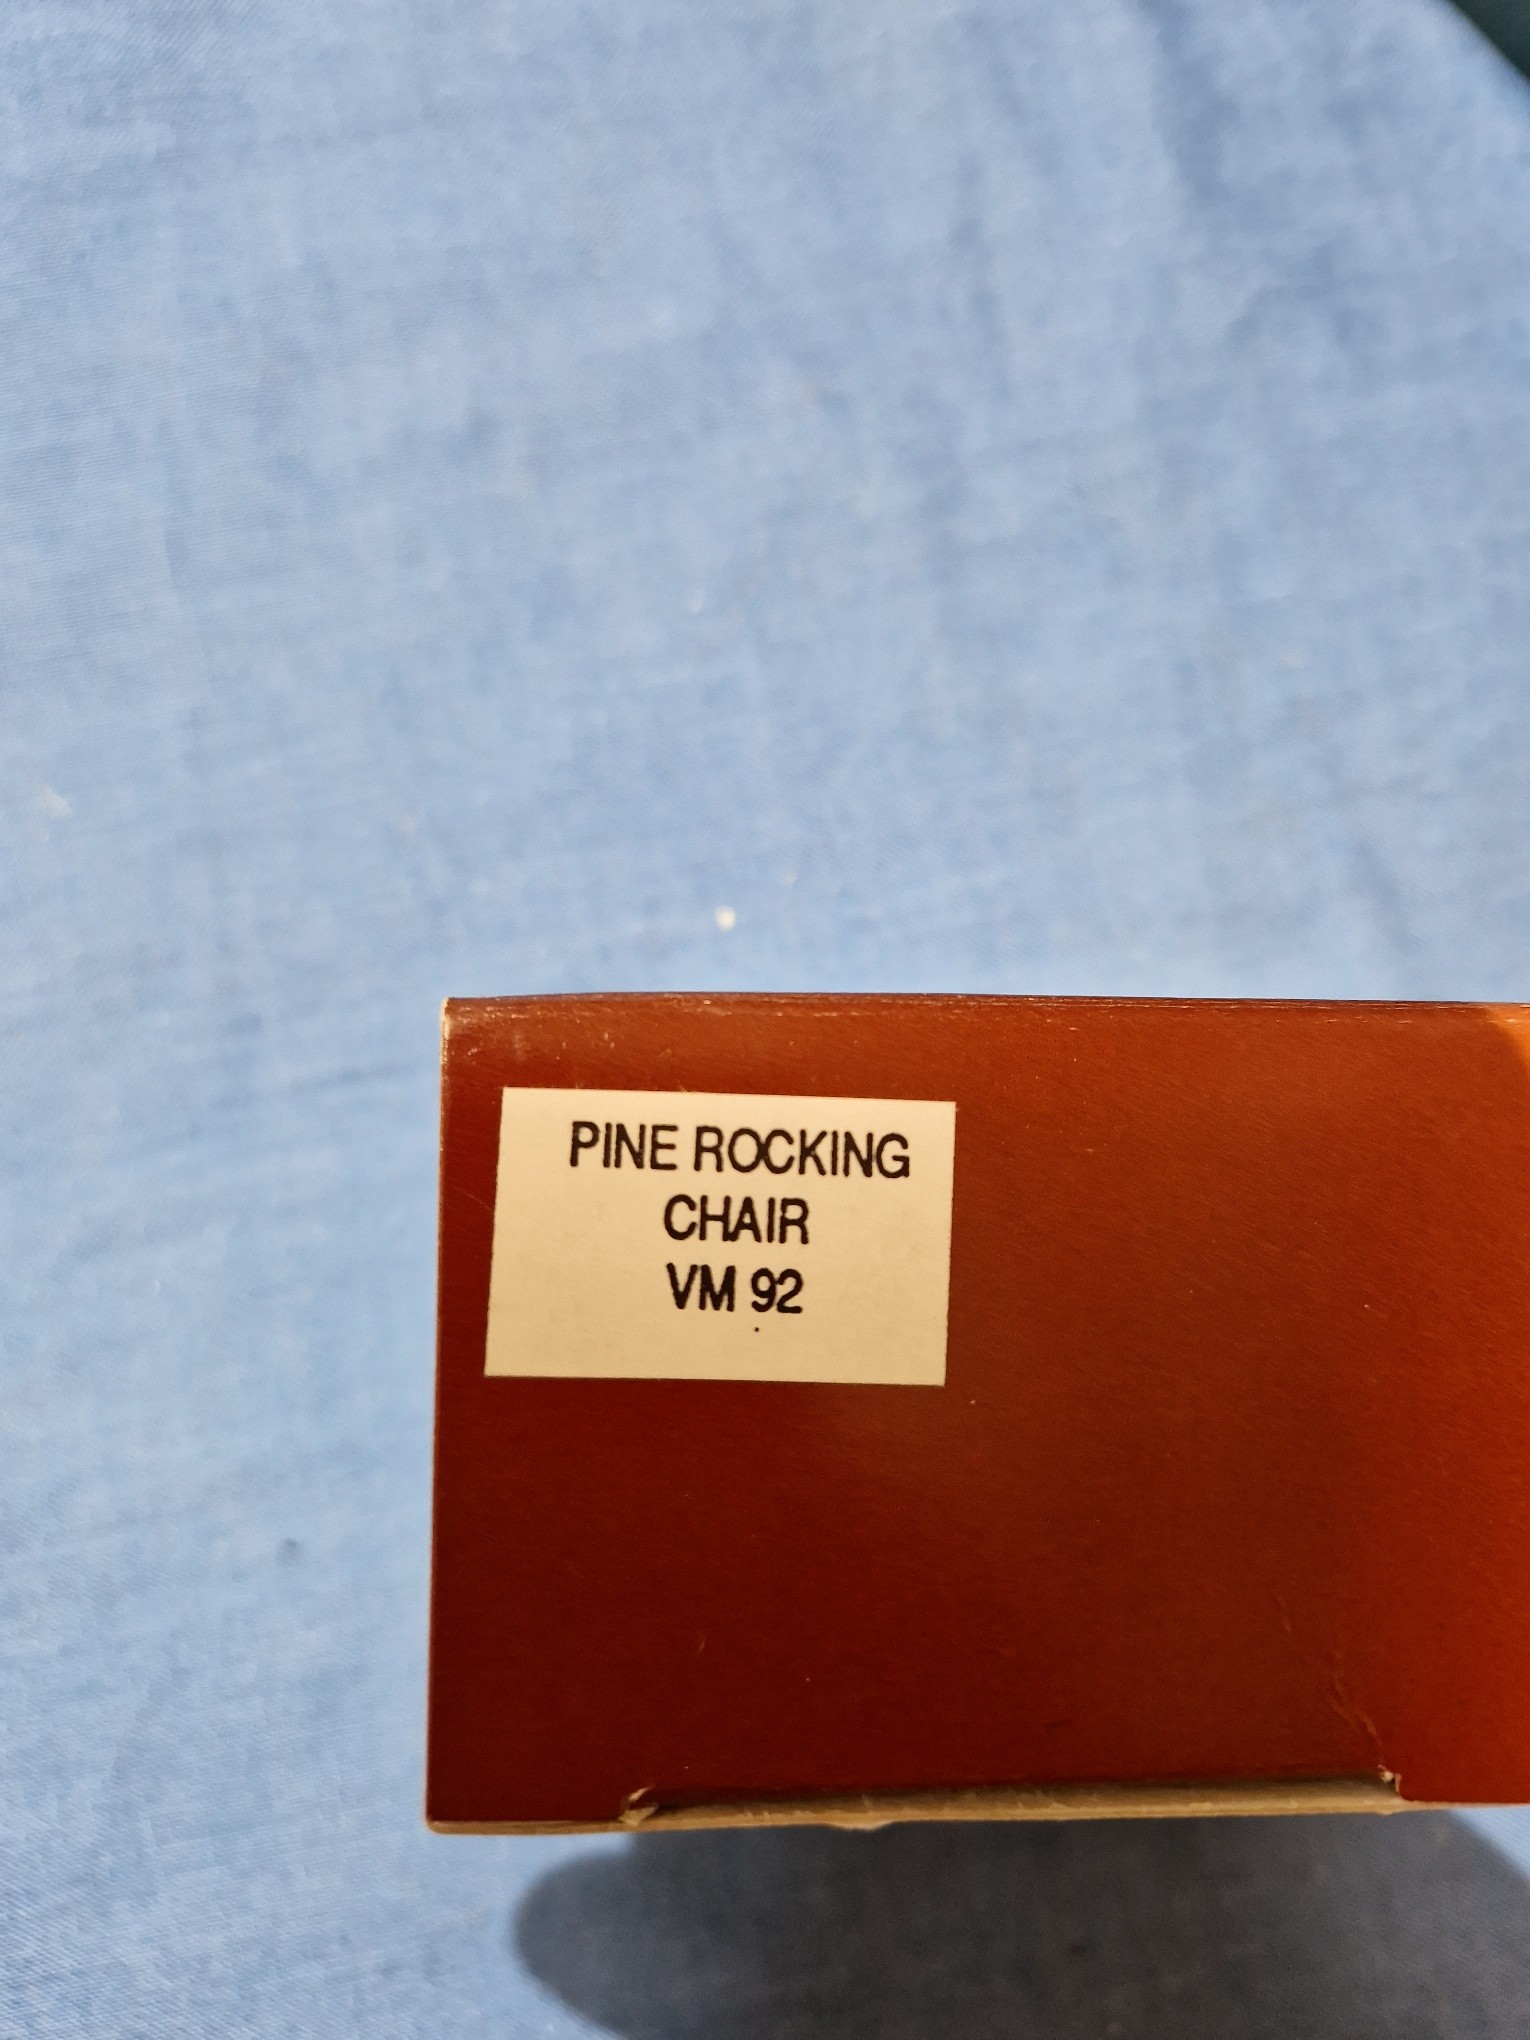 PINE ROCKING
CHAIR
VM 92